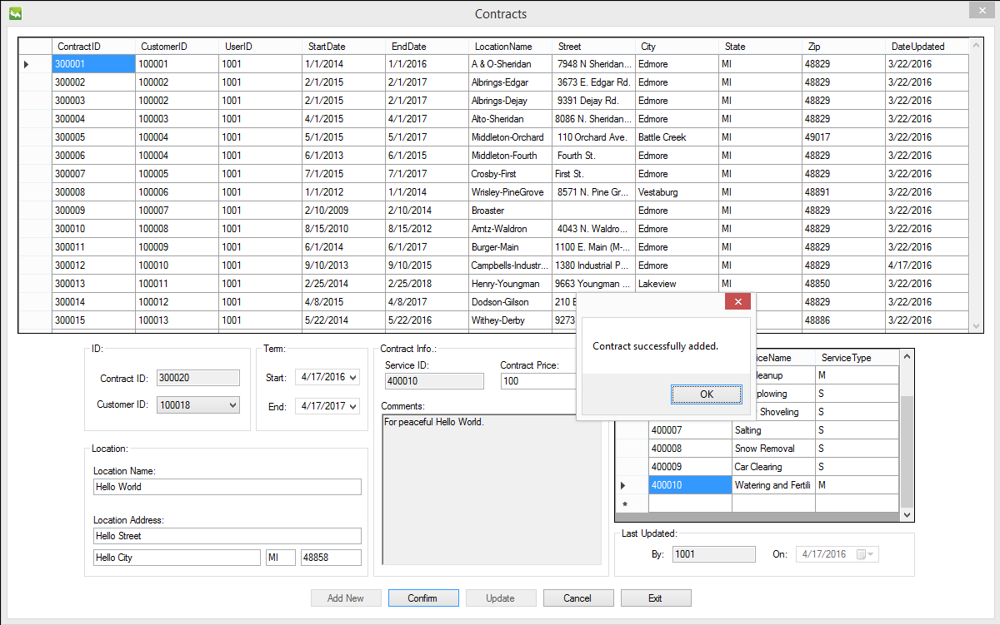 Contracts
ContractID CustomerID UserID StartDate EndDate LocationName Street City State Zip DateUpdated
300001 100001 1001 1/1/2014 1/1/2016 A & O-Sheridan 7948 N Sheridan... Edmore MI 48829 3/22/2016
300002 100002 1001 2/1/2015 2/1/2017 Albrings-Edgar 3673 E. Edgar Rd. Edmore MI 48829 3/22/2016
300003 100002 1001 2/1/2015 2/1/2017 Albrings-Dejay 9391 Dejay Rd. Edmore MI 48829 3/22/2016
300004 100003 1001 4/1/2015 4/1/2017 Alto-Sheridan 8086 N. Sheridan... Edmore MI 48829 3/22/2016
300005 100004 1001 5/1/2015 5/1/2017 Middleton-Orchard 110 Orchard Ave. Battle Creek MI 49017 3/22/2016
300006 100004 1001 6/1/2013 6/1/2015 Middleton-Fourth Fourth St. Edmore MI 48829 3/22/2016
300007 100005 1001 7/1/2015 7/1/2017 Crosby-First First St. Edmore MI 48829 3/22/2016
300008 100006 1001 1/1/2012 1/1/2014 Wrisley-PineGrove 8571 N. Pine Gr... Vestaburg MI 48891 3/22/2016
300009 100007 1001 2/10/2009 2/10/2014 Broaster Edmore MI 48829 3/22/2016
300010 100008 1001 8/15/2010 8/15/2012 Arntz-Waldron 4043 N. Waldro... Edmore MI 48829 3/22/2016
300011 100009 1001 6/1/2014 6/1/2017 Burger-Main 1100 E. Main (M-... Edmore MI 48829 3/22/2016
300012 100010 1001 9/10/2013 9/10/2015 Campbells-Industr... 1380 Industrial P... Edmore MI 48829 4/17/2016
300013 100011 1001 2/25/2014 2/25/2018 Henry-Youngman 9663 Youngman ... Lakeview MI 48850 3/22/2016
300014 100012 1001 4/8/2015 4/8/2017 Dodson-Gilson 210 E 48829 3/22/2016
300015 100013 1001 5/22/2014 5/22/2016 Withey-Derby 9273 48886 3/22/2016
Contract successfully added.
OK
ID:
Contract ID: 300020
Customer ID: 100018
Term:
Start: 4/17/2016
End: 4/17/2017
Contract Info.:
Service ID: Contract Price:
400010 100
Comments:
For peaceful Hello World.
iceName ServiceType
leanup M
plowing S
Shoveling S
400007 Salting S
400008 Snow Removal S
400009 Car Clearing S
400010 Watering and Fertili M
*
Location:
Location Name:
Hello World
Location Address:
Hello Street
Hello City MI 48858
Last Updated:
By: 1001 On: 4/17/2016
Add New Confirm Update Cancel Exit